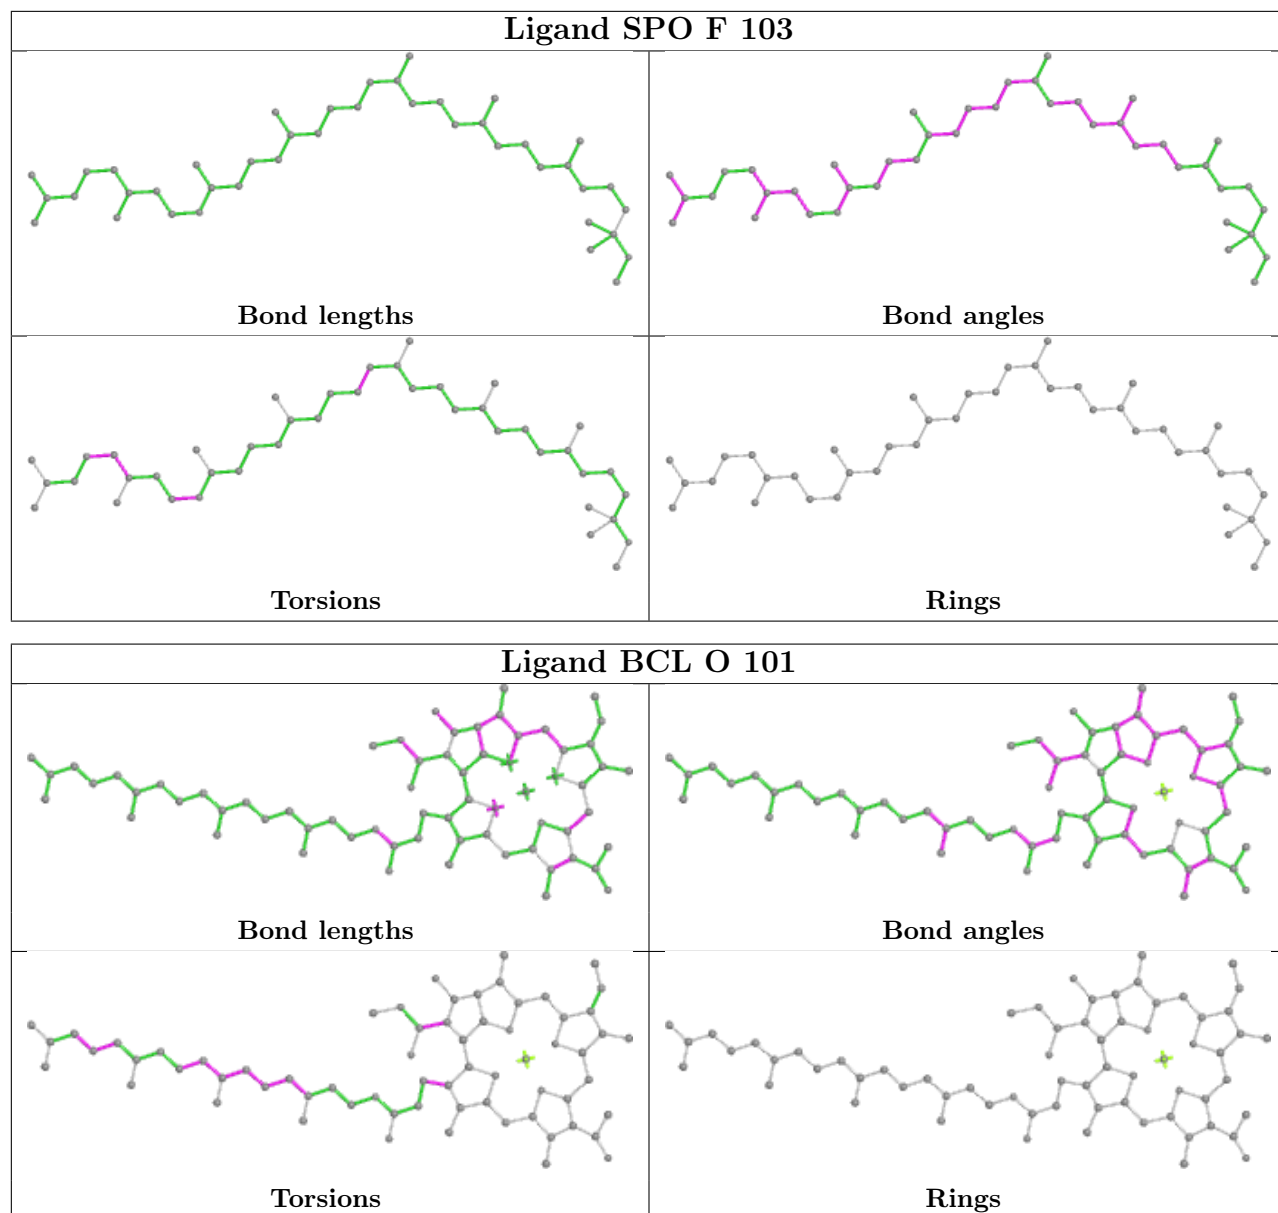 Ligand SPO F 103
Bond lengths
Bond angles
Torsions
Rings
Ligand BCL O 101
Bond lengths
Bond angles
Torsions
Rings